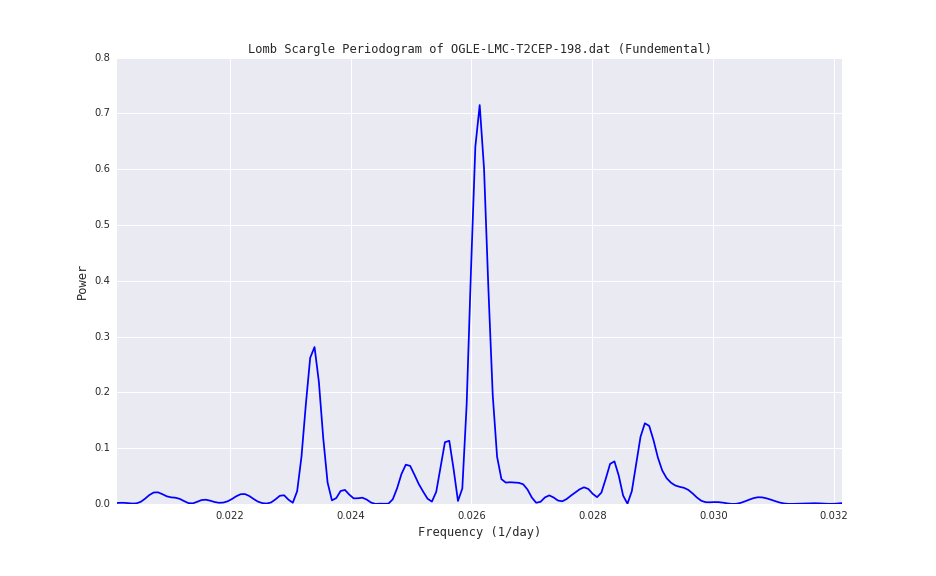 Lomb Scargle Periodogram of OGLE-LMC-T2CEP-198.dat (Fundemental)
0.8
0.7
0.6
0.5
0.4
0.3
0.2
0.1
0.0
Power
0.022 0.024 0.026 0.028 0.030 0.032
Frequency (1/day)